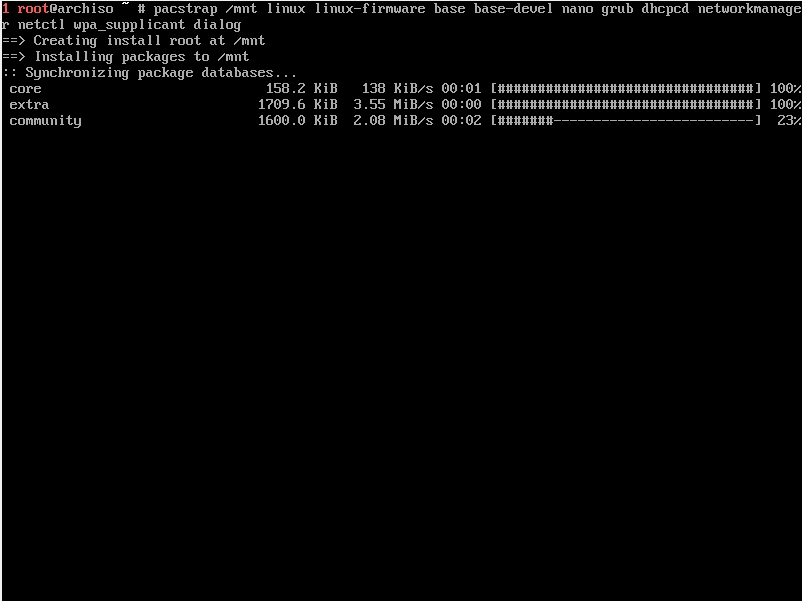 1 root@archiso ~ # pacstrap /mnt linux linux-firmware base base-devel nano grub dhcpcd networkmanage
r netctl wpa_supplicant dialog
==> Creating install root at /mnt
==> Installing packages to /mnt
:: Synchronizing package databases...
core 158.2 KiB 138 KiB/s 00:01 [################################] 100%
extra 1709.6 KiB 3.55 MiB/s 00:00 [################################] 100%
community 1600.0 KiB 2.08 MiB/s 00:02 [#######-------------------------] 23%